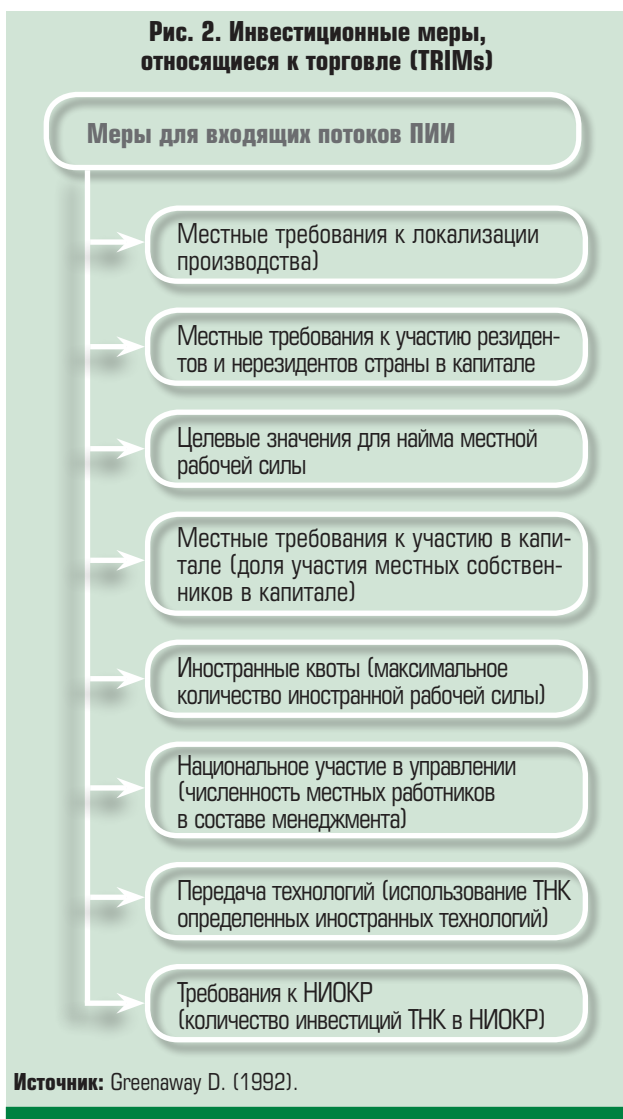 Рис. 2. Инвестиционные меры,
относящиеся к торговле (TRIMs)
Меры для входящих потоков ПИИ
Местные требования к локализации
производства)
Местные требования к участию резиден-
тов и нерезидентов страны в капитале
Целевые значения для найма местной
рабочей силы
Местные требования к участию в капи-
тале (доля участия местных собствен-
ников в капитале)
Иностранные квоты (максимальное
количество иностранной рабочей силы)
Национальное участие в управлении
(численность местных работников
в составе менеджмента)
Передача технологий (использование ТНК
определенных иностранных технологий)
Требования к НИОКР
(количество инвестиций ТНК в НИОКР)
Источник: Greenaway D. (1992).